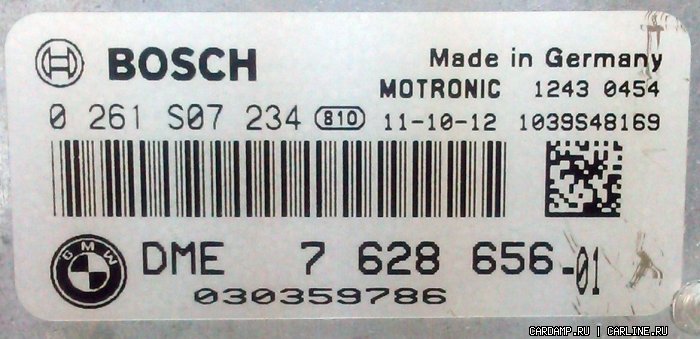 BOSCH Made in Germany
MOTRONIC 1243 0454
0 261 S07 234 810 11-10-12 1039S48169
BMW DME 7 628 656-01
030359786
CARDAMP.RU | CARLINE.RU